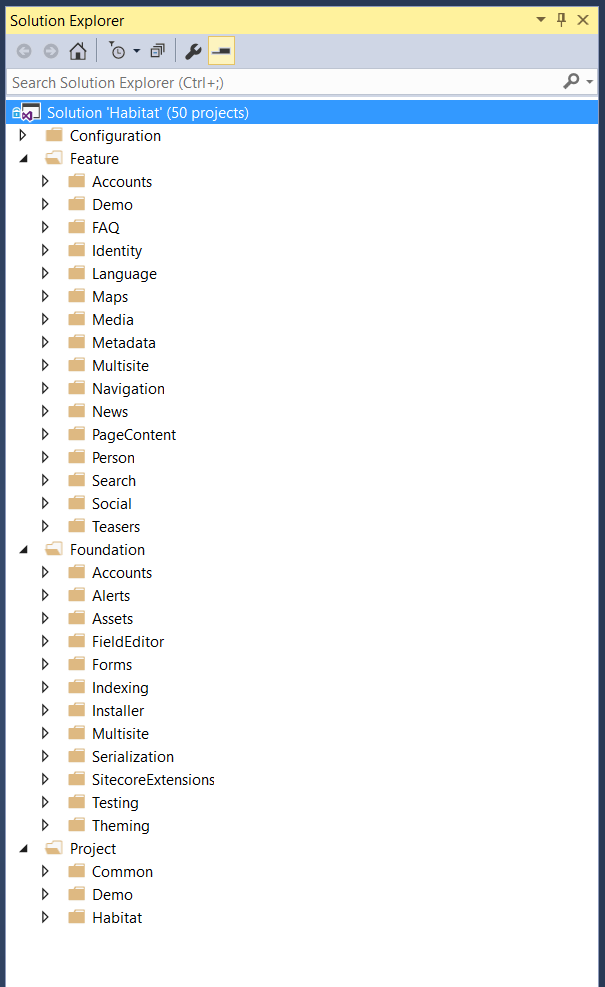 Solution Explorer
Search Solution Explorer (Ctrl+;)
Solution 'Habitat' (50 projects)
Configuration
Feature
Accounts
Demo
FAQ
Identity
Language
Maps
Media
Metadata
Multisite
Navigation
News
PageContent
Person
Search
Social
Teasers
Foundation
Accounts
Alerts
Assets
FieldEditor
Forms
Indexing
Installer
Multisite
Serialization
SitecoreExtensions
Testing
Theming
Project
Common
Demo
Habitat